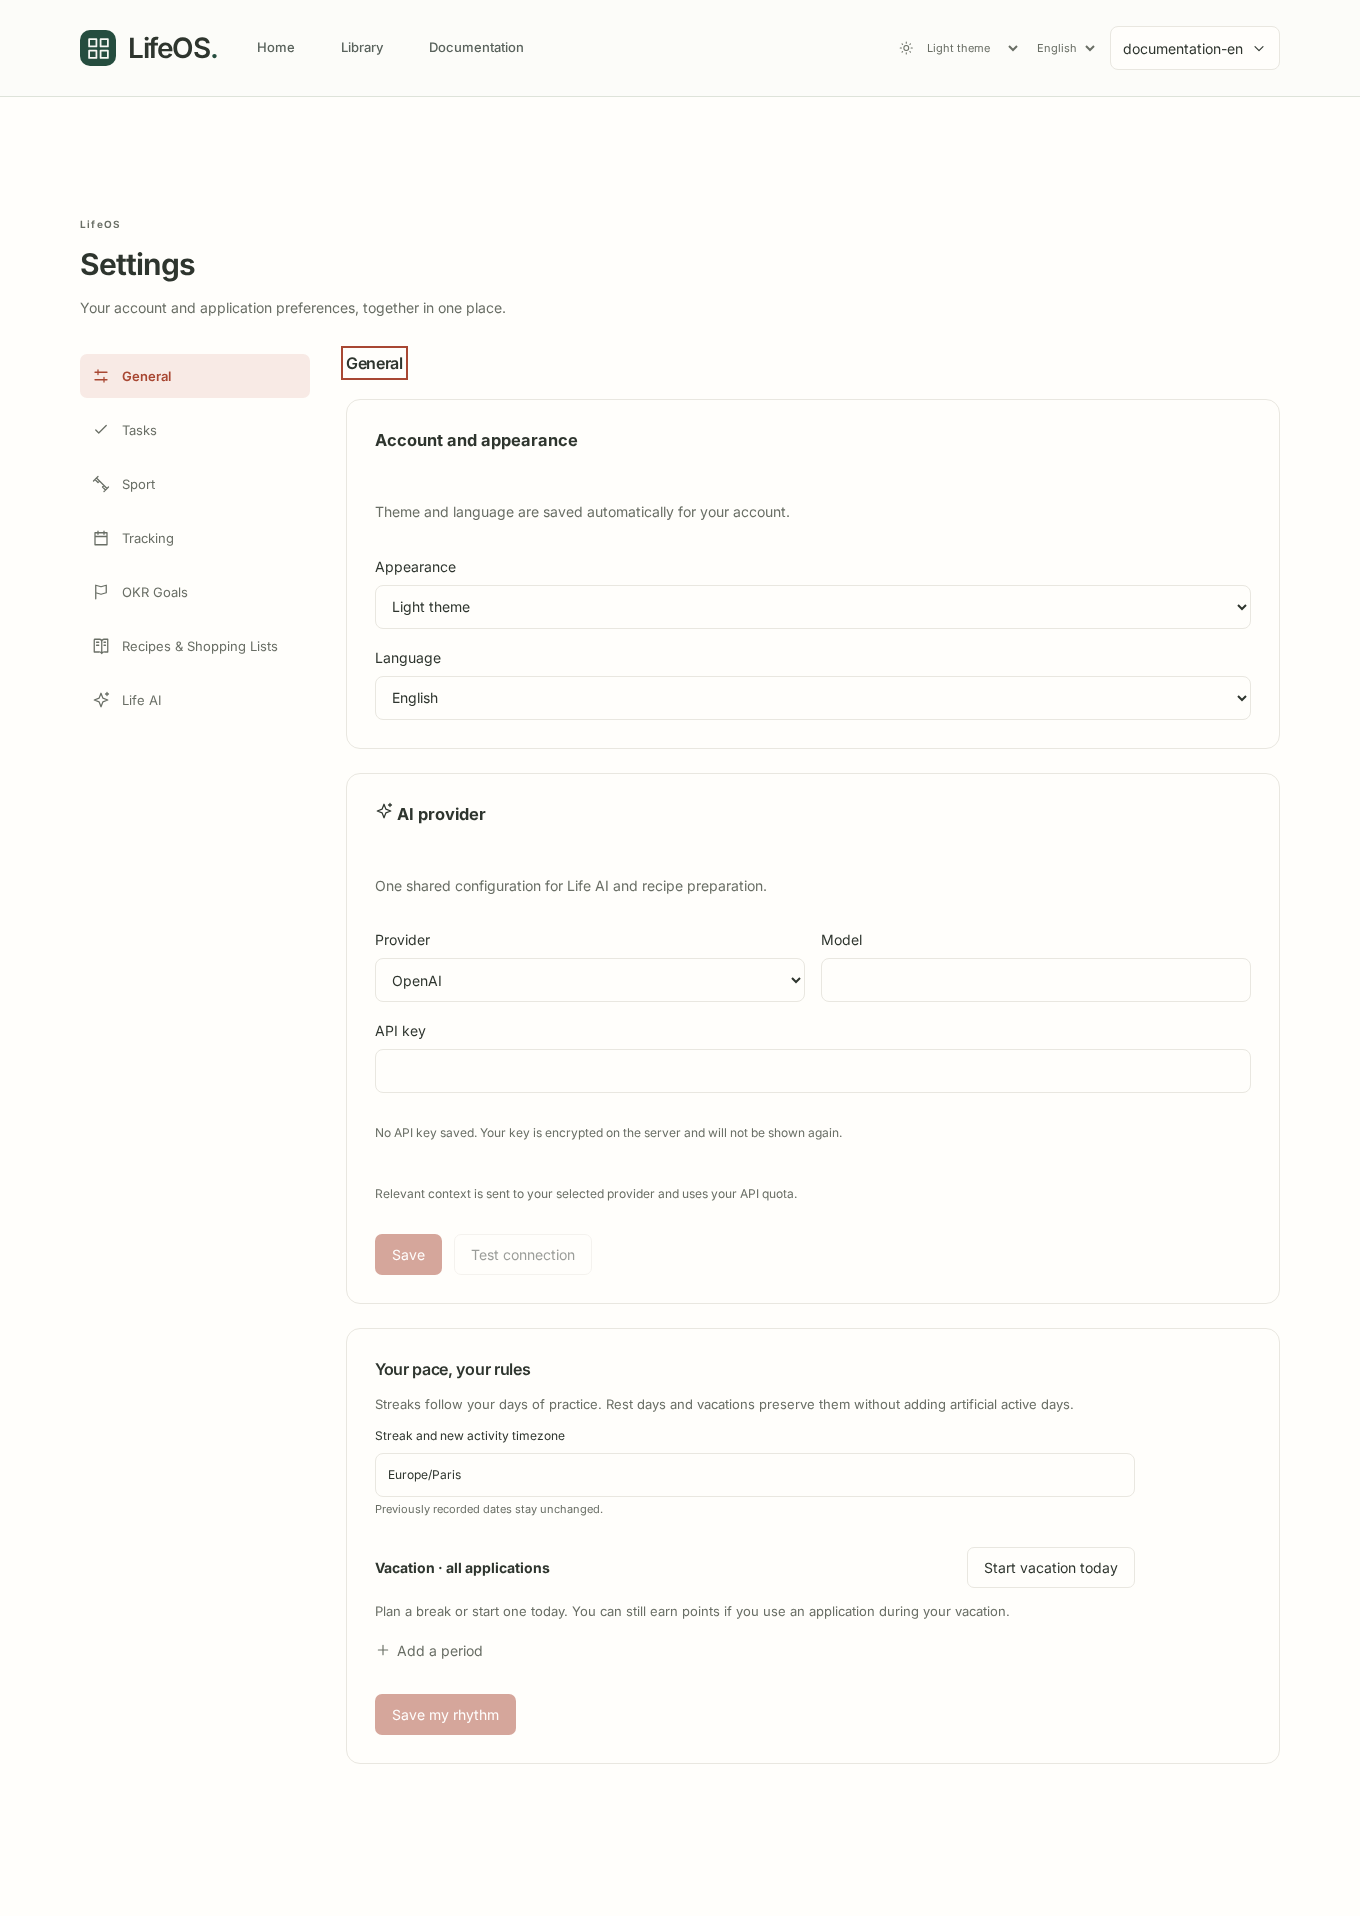 LifeOS.
Home
Library
Documentation
Light theme
English
documentation-en
LifeOS
Settings
Your account and application preferences, together in one place.
General
Tasks
Sport
Tracking
OKR Goals
Recipes & Shopping Lists
Life AI
General
Account and appearance
Theme and language are saved automatically for your account.
Appearance
Light theme
Language
English
AI provider
One shared configuration for Life AI and recipe preparation.
Provider
Model
OpenAI
API key
No API key saved. Your key is encrypted on the server and will not be shown again.
Relevant context is sent to your selected provider and uses your API quota.
Save
Test connection
Your pace, your rules
Streaks follow your days of practice. Rest days and vacations preserve them without adding artificial active days.
Streak and new activity timezone
Europe/Paris
Previously recorded dates stay unchanged.
Vacation · all applications
Start vacation today
Plan a break or start one today. You can still earn points if you use an application during your vacation.
Add a period
Save my rhythm